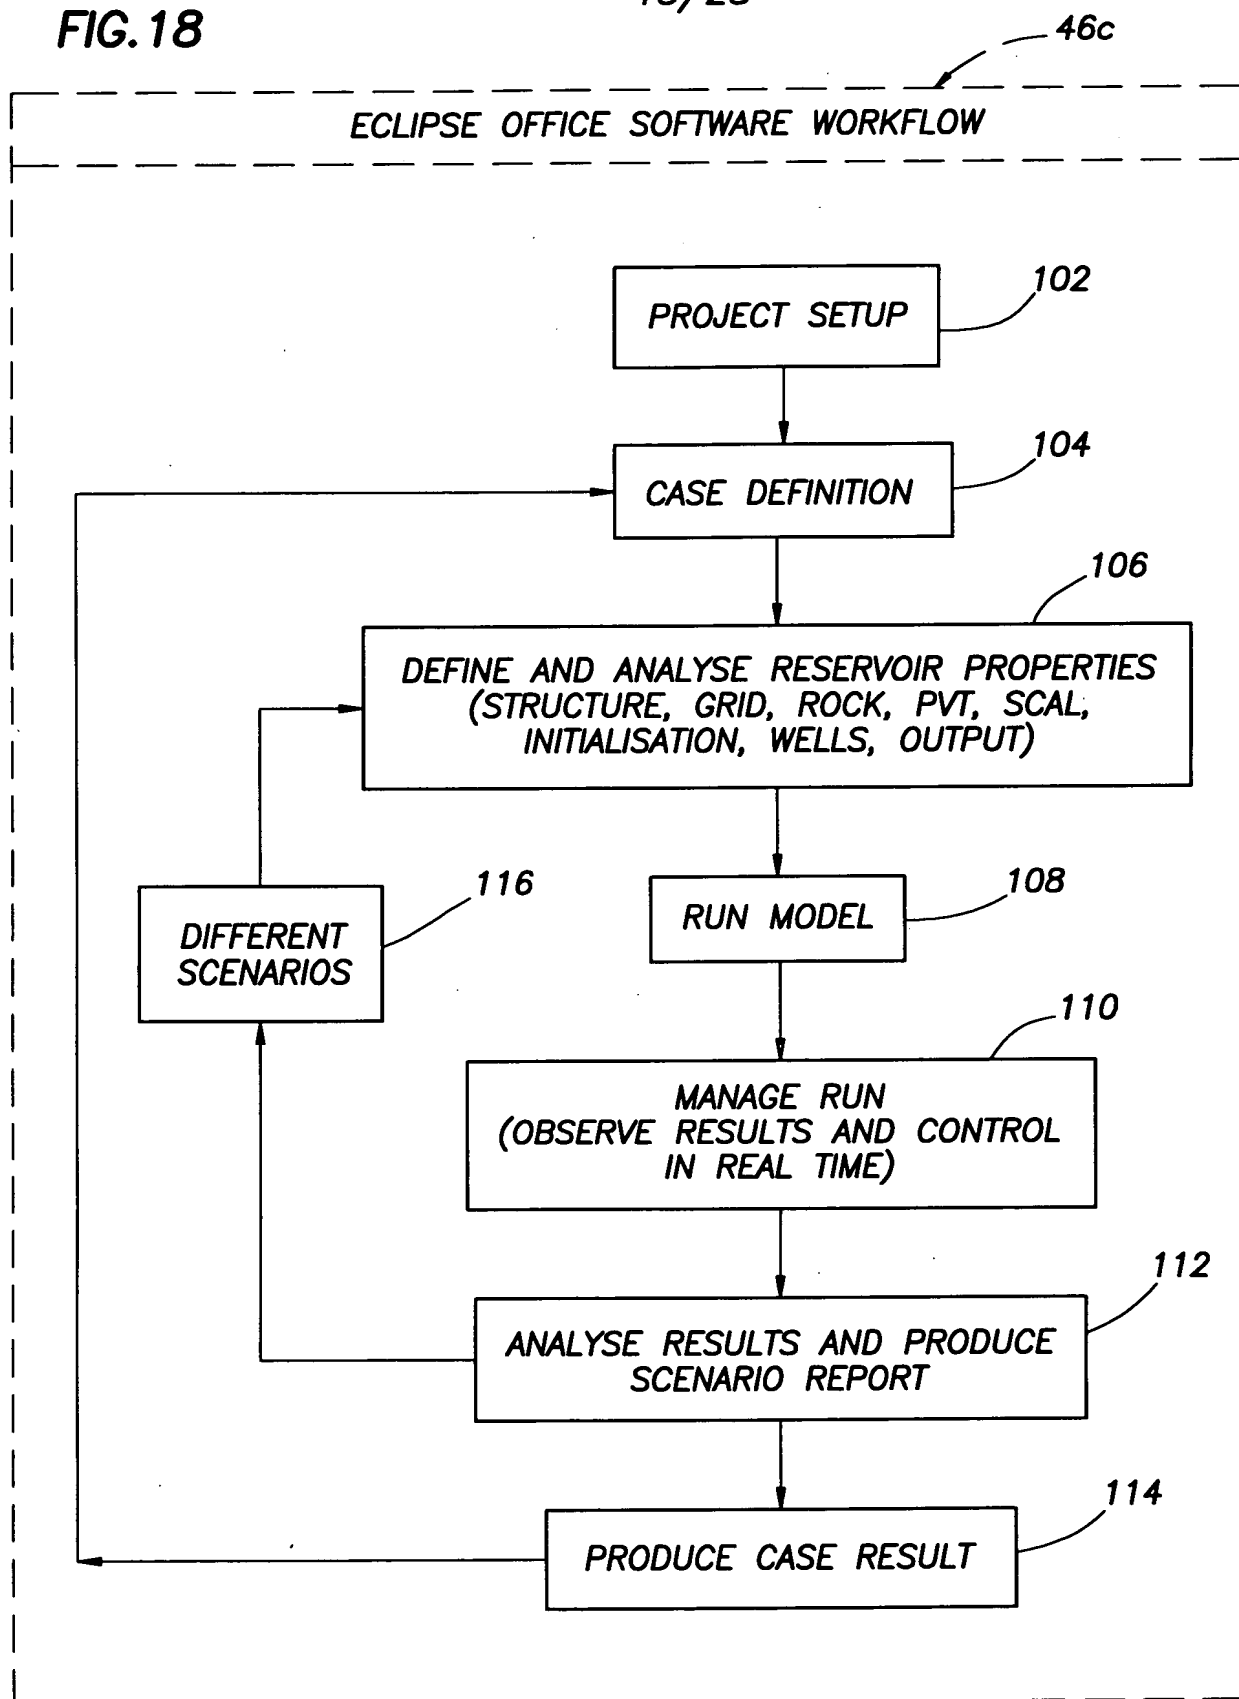 FIG.18
46c
ECLIPSE OFFICE SOFTWARE WORKFLOW
102
PROJECT SETUP
104
CASE DEFINITION
106
DEFINE AND ANALYSE RESERVOIR PROPERTIES
(STRUCTURE, GRID, ROCK, PVT, SCAL,
INITIALISATION, WELLS, OUTPUT)
116
DIFFERENT
SCENARIOS
108
RUN MODEL
110
MANAGE RUN
(OBSERVE RESULTS AND CONTROL
IN REAL TIME)
112
ANALYSE RESULTS AND PRODUCE
SCENARIO REPORT
114
PRODUCE CASE RESULT